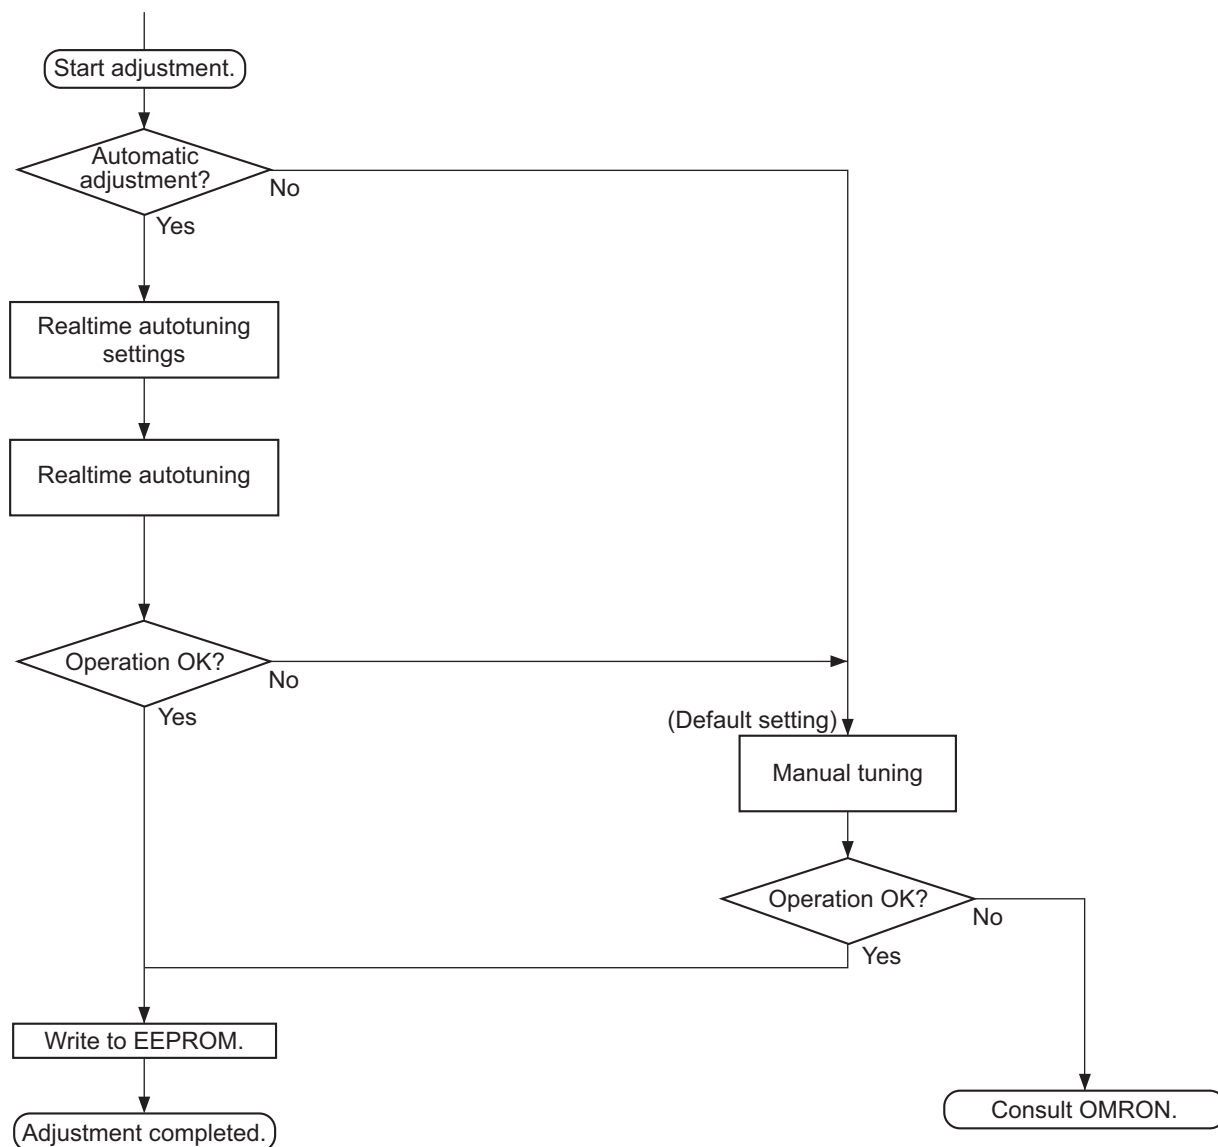 Start adjustment.
Automatic
adjustment?
No
Yes
Realtime autotuning
settings
Realtime autotuning
Operation OK?
No
Yes
(Default setting)
Manual tuning
Operation OK?
No
Yes
Write to EEPROM.
Consult OMRON.
Adjustment completed.